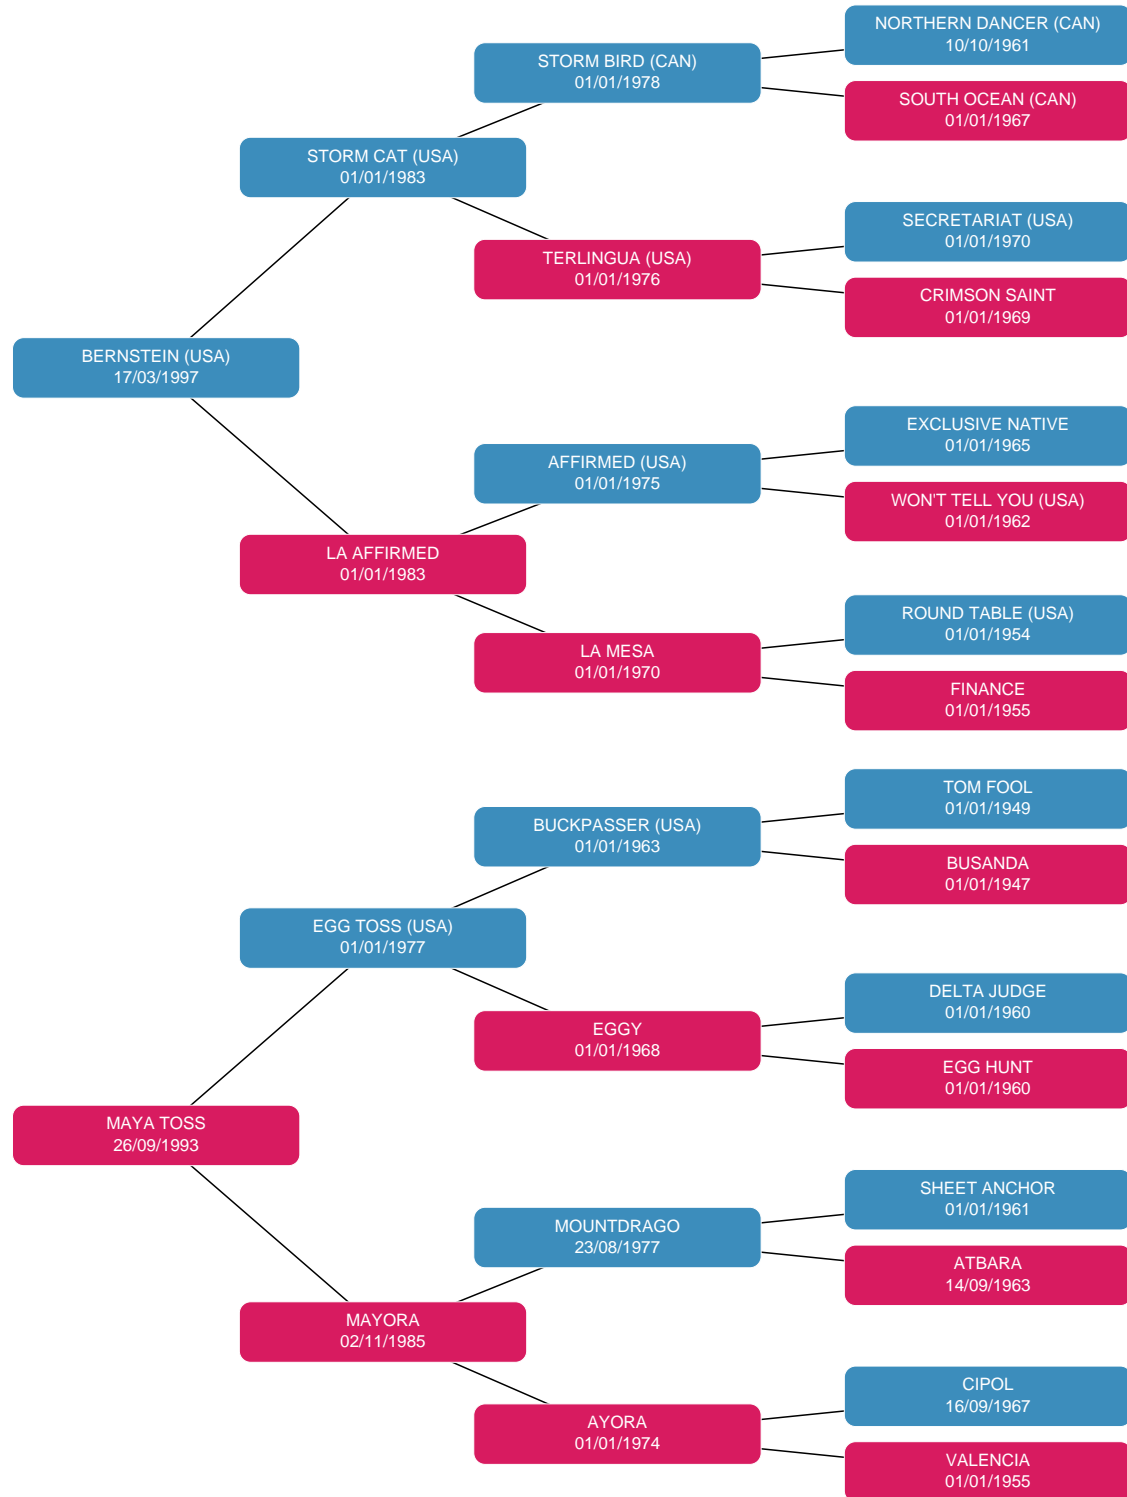 NORTHERN DANCER (CAN)
10/10/1961
STORM BIRD (CAN)
01/01/1978
SOUTH OCEAN (CAN)
01/01/1967
STORM CAT (USA)
01/01/1983
SECRETARIAT (USA)
01/01/1970
TERLINGUA (USA)
01/01/1976
CRIMSON SAINT
01/01/1969
BERNSTEIN (USA)
17/03/1997
EXCLUSIVE NATIVE
01/01/1965
AFFIRMED (USA)
01/01/1975
WON'T TELL YOU (USA)
01/01/1962
LA AFFIRMED
01/01/1983
ROUND TABLE (USA)
01/01/1954
LA MESA
01/01/1970
FINANCE
01/01/1955
TOM FOOL
01/01/1949
BUCKPASSER (USA)
01/01/1963
BUSANDA
01/01/1947
EGG TOSS (USA)
01/01/1977
DELTA JUDGE
01/01/1960
EGGY
01/01/1968
EGG HUNT
01/01/1960
MAYA TOSS
26/09/1993
SHEET ANCHOR
01/01/1961
MOUNTDRAGO
23/08/1977
ATBARA
14/09/1963
MAYORA
02/11/1985
CIPOL
16/09/1967
AYORA
01/01/1974
VALENCIA
01/01/1955